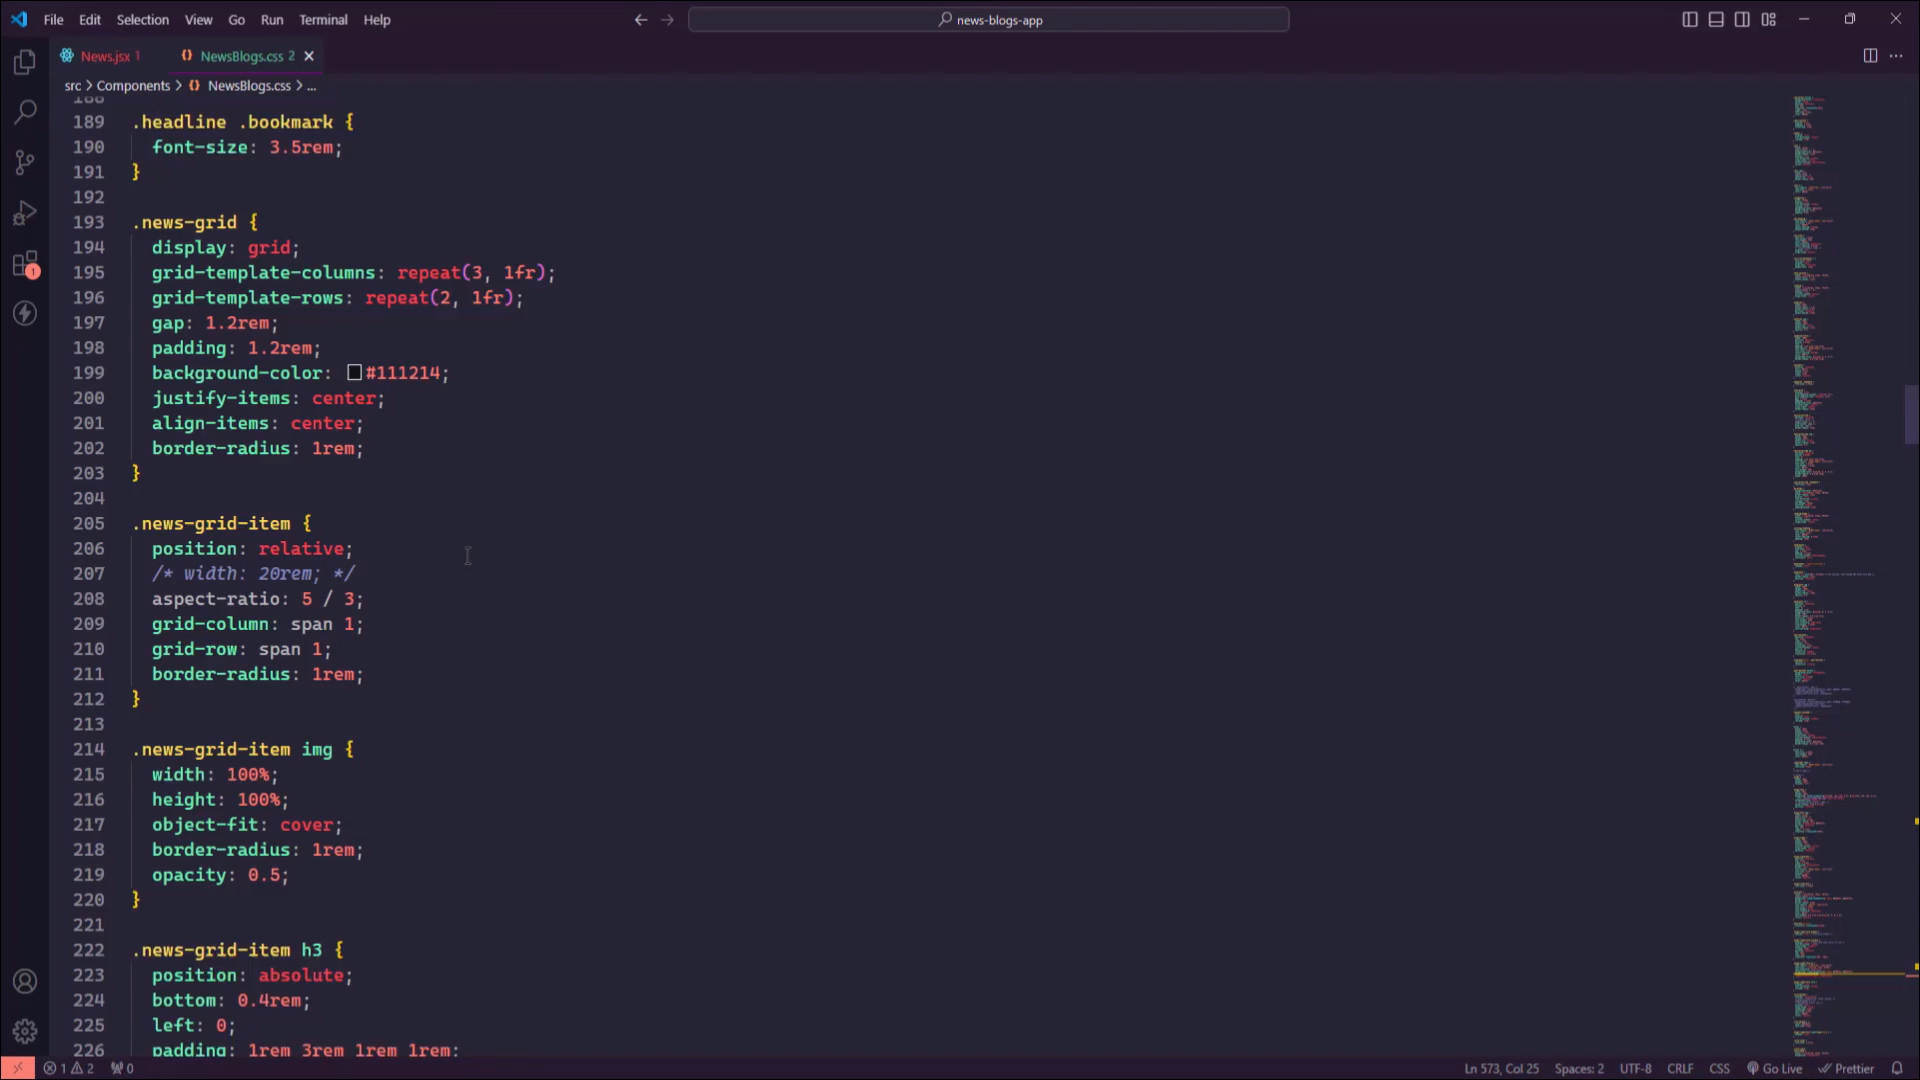 File Edit Selection View Go Run Terminal Help
news-blogs-app
News.jsx 1
NewsBlogs.css 2
src > Components > NewsBlogs.css > ...
188
189 .headline .bookmark {
190 font-size: 3.5rem;
191 }
192
193 .news-grid {
194 display: grid;
195 grid-template-columns: repeat(3, 1fr);
196 grid-template-rows: repeat(2, 1fr);
197 gap: 1.2rem;
198 padding: 1.2rem;
199 background-color: #111214;
200 justify-items: center;
201 align-items: center;
202 border-radius: 1rem;
203 }
204
205 .news-grid-item {
206 position: relative;
207 /* width: 20rem; */
208 aspect-ratio: 5 / 3;
209 grid-column: span 1;
210 grid-row: span 1;
211 border-radius: 1rem;
212 }
213
214 .news-grid-item img {
215 width: 100%;
216 height: 100%;
217 object-fit: cover;
218 border-radius: 1rem;
219 opacity: 0.5;
220 }
221
222 .news-grid-item h3 {
223 position: absolute;
224 bottom: 0.4rem;
225 left: 0;
226 padding: 1rem 3rem 1rem 1rem;
1
1 2 0
Ln 573, Col 25 Spaces: 2 UTF-8 CRLF CSS Go Live Prettier